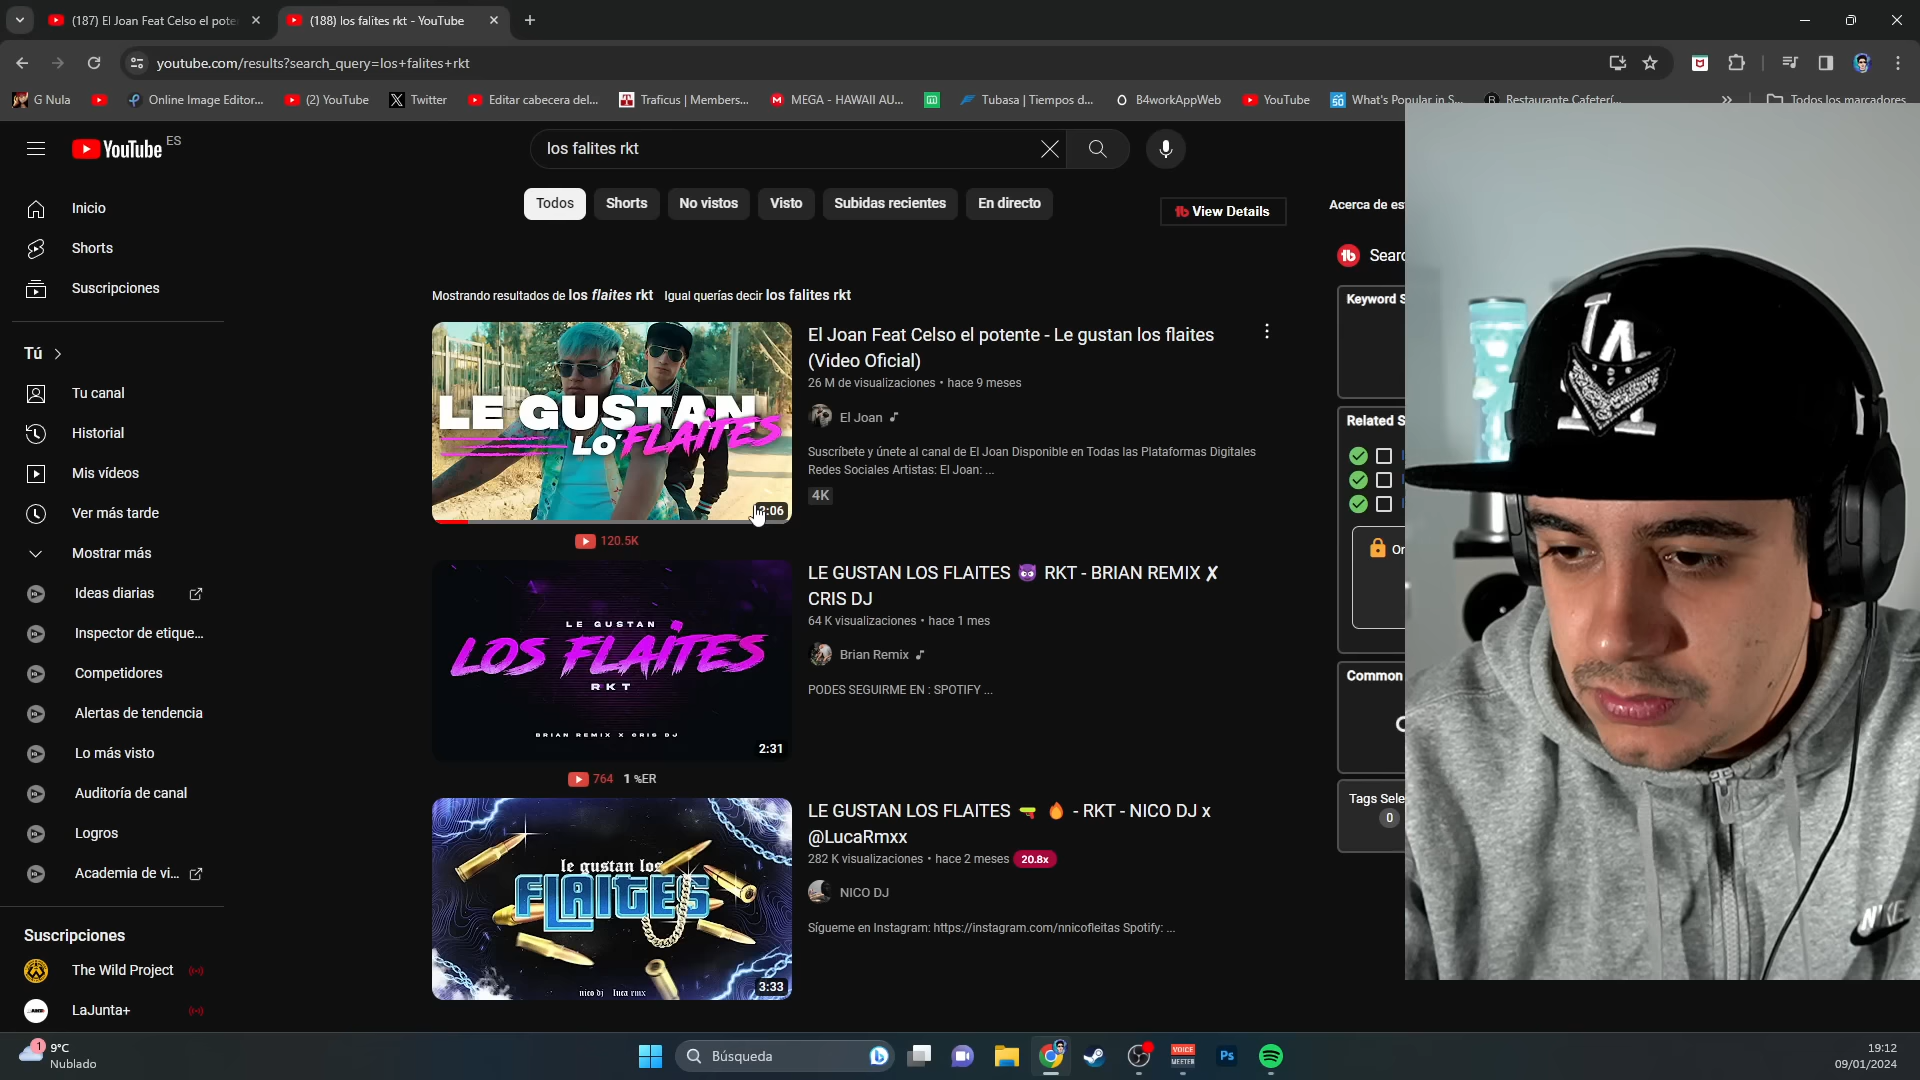 (187) El Joan Feat Celso el pote
(188) los falites rkt - YouTube
youtube.com/results?search_query=los+falites+rkt
G Nula
Online Image Editor...
(2) YouTube
Twitter
Editar cabecera del...
Traficus | Members...
MEGA - HAWAII AU...
Tubasa | Tiempos d...
B4workAppWeb
YouTube
What's Popular in S...
Restaurante Cafeterí...
Todos los marcadores
YouTube ES
los falites rkt
Todos
Shorts
No vistos
Visto
Subidas recientes
En directo
View Details
Acerca de es
Inicio
Shorts
Suscripciones
Tú
Tu canal
Historial
Mis vídeos
Ver más tarde
Mostrar más
Ideas diarias
Inspector de etique...
Competidores
Alertas de tendencia
Lo más visto
Auditoría de canal
Logros
Academia de vi...
Suscripciones
The Wild Project
LaJunta+
Mostrando resultados de los flaites rkt Igual querías decir los falites rkt
LE GUSTAN
LO' FLAITES
2:06
El Joan Feat Celso el potente - Le gustan los flaites
(Video Oficial)
26 M de visualizaciones • hace 9 meses
El Joan
Suscríbete y únete al canal de El Joan Disponible en Todas las Plataformas Digitales
Redes Sociales Artistas: El Joan: ...
4K
120.5K
LE GUSTAN
LOS FLAITES
RKT
BRIAN REMIX X CRIS DJ
2:31
LE GUSTAN LOS FLAITES 😈 RKT - BRIAN REMIX ✗
CRIS DJ
64 K visualizaciones • hace 1 mes
Brian Remix
PODES SEGUIRME EN : SPOTIFY ...
764 1 %ER
le gustan los
FLAITES
nico dj luca rmx
3:33
LE GUSTAN LOS FLAITES 🔫 🔥 - RKT - NICO DJ x
@LucaRmxx
282 K visualizaciones • hace 2 meses 20.8x
NICO DJ
Sígueme en Instagram: https://instagram.com/nnicofleitas Spotify: ...
Searc
Keyword S
Related S
Or
Common
Tags Sele
0
LA
NIKE
1
9°C
Nublado
Búsqueda
VOICE
MEETER
Ps
19:12
09/01/2024